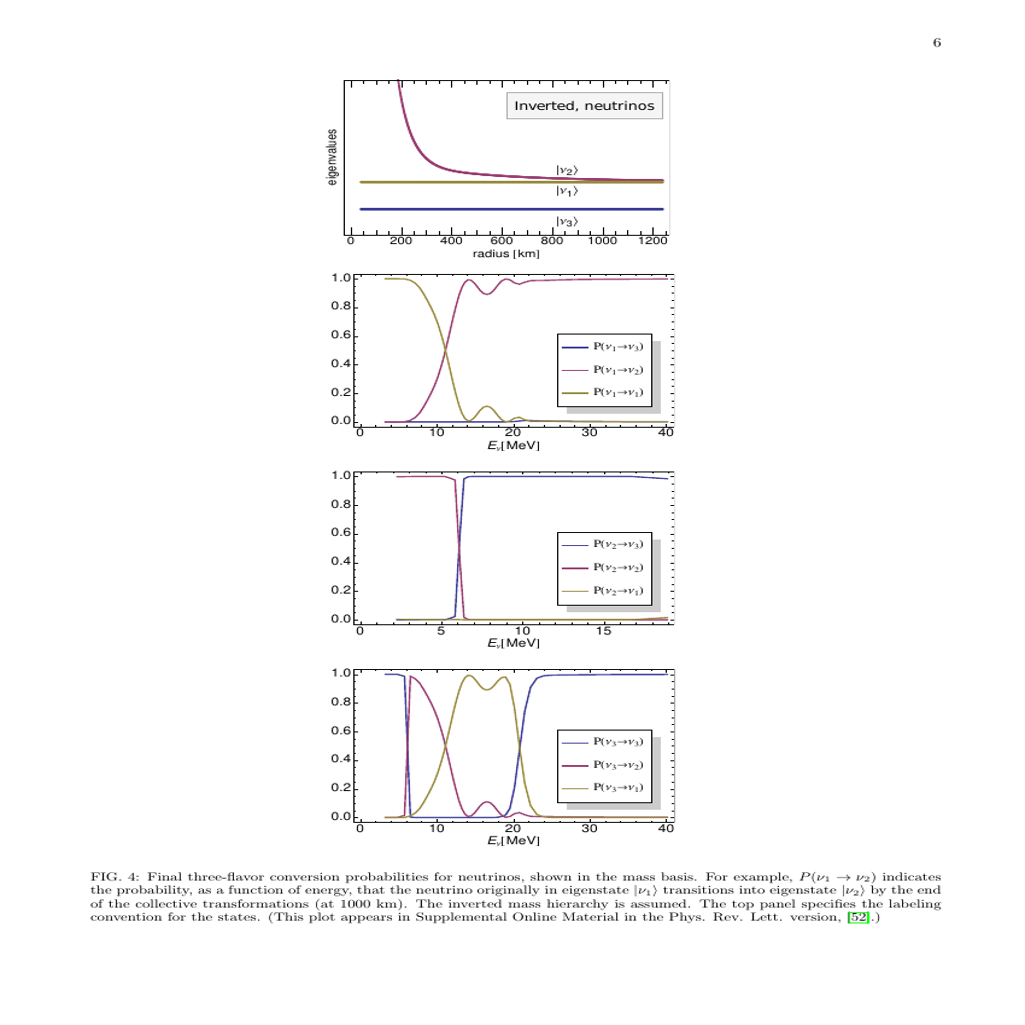 6
Inverted, neutrinos
eigenvalues
|ν2⟩
|ν1⟩
|ν3⟩
0 200 400 600 800 1000 1200
radius [km]
1.0
0.8
0.6
0.4
0.2
0.0
P(ν1→ν3)
P(ν1→ν2)
P(ν1→ν1)
0 10 20 30 40
Eν[MeV]
1.0
0.8
0.6
0.4
0.2
0.0
P(ν2→ν3)
P(ν2→ν2)
P(ν2→ν1)
0 5 10 15
Eν[MeV]
1.0
0.8
0.6
0.4
0.2
0.0
P(ν3→ν3)
P(ν3→ν2)
P(ν3→ν1)
0 10 20 30 40
Eν[MeV]
FIG. 4: Final three-flavor conversion probabilities for neutrinos, shown in the mass basis. For example, P(ν1 → ν2) indicates
the probability, as a function of energy, that the neutrino originally in eigenstate |ν1⟩ transitions into eigenstate |ν2⟩ by the end
of the collective transformations (at 1000 km). The inverted mass hierarchy is assumed. The top panel specifies the labeling
convention for the states. (This plot appears in Supplemental Online Material in the Phys. Rev. Lett. version, [52].)